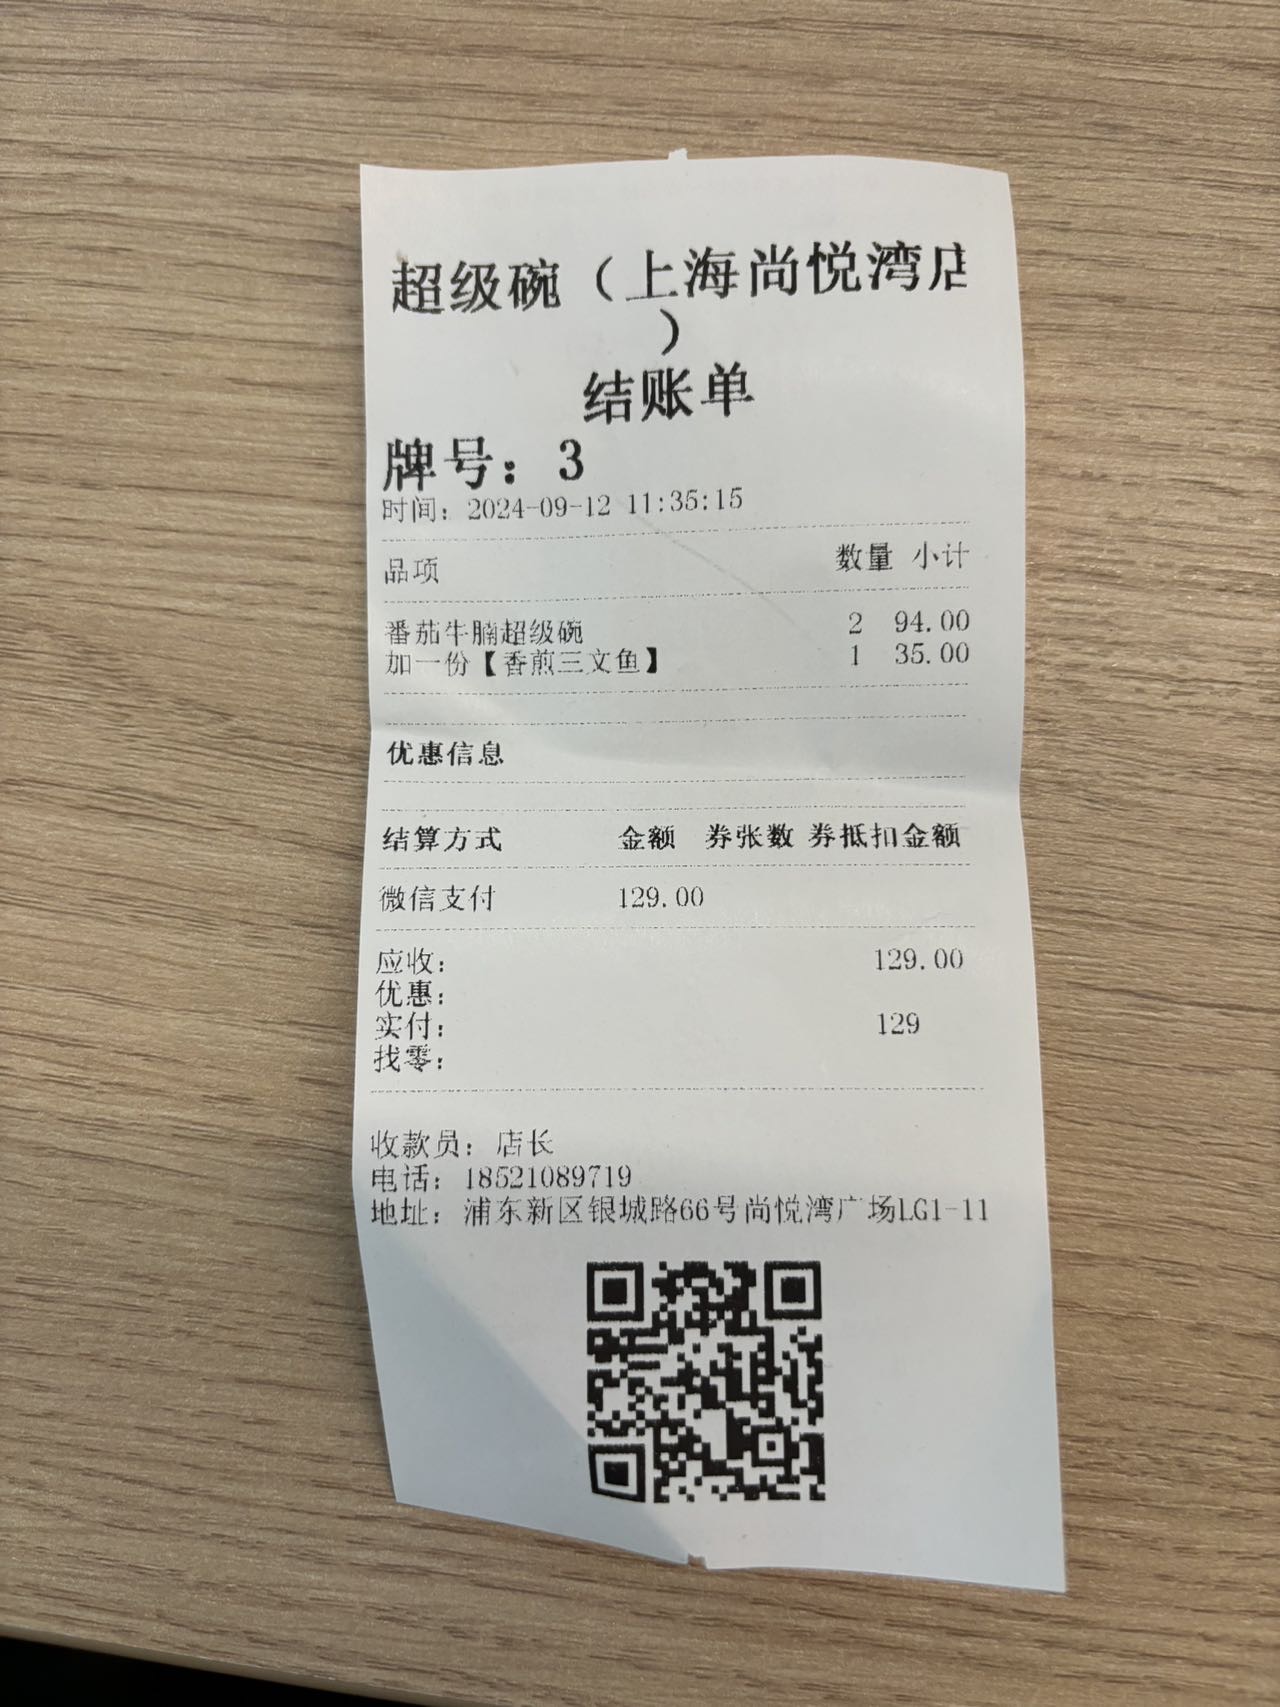 超级碗（上海尚悦湾店
）
结账单
牌号：3
时间：2024-09-12 11:35:15
品项 数量 小计
番茄牛腩超级碗 2 94.00
加一份【香煎三文鱼】 1 35.00
优惠信息
结算方式 金额 券张数 券抵扣金额
微信支付 129.00
应收： 129.00
优惠：
实付： 129
找零：
收款员：店长
电话：18521089719
地址：浦东新区银城路66号尚悦湾广场LG1-11